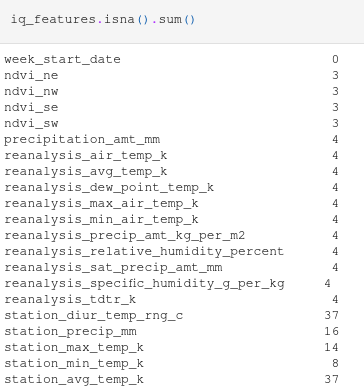 iq_features.isna().sum()
week_start_date 0
ndvi_ne 3
ndvi_nw 3
ndvi_se 3
ndvi_sw 3
precipitation_amt_mm 4
reanalysis_air_temp_k 4
reanalysis_avg_temp_k 4
reanalysis_dew_point_temp_k 4
reanalysis_max_air_temp_k 4
reanalysis_min_air_temp_k 4
reanalysis_precip_amt_kg_per_m2 4
reanalysis_relative_humidity_percent 4
reanalysis_sat_precip_amt_mm 4
reanalysis_specific_humidity_g_per_kg 4
reanalysis_tdtr_k 4
station_diur_temp_rng_c 37
station_precip_mm 16
station_max_temp_k 14
station_min_temp_k 8
station_avg_temp_k 37